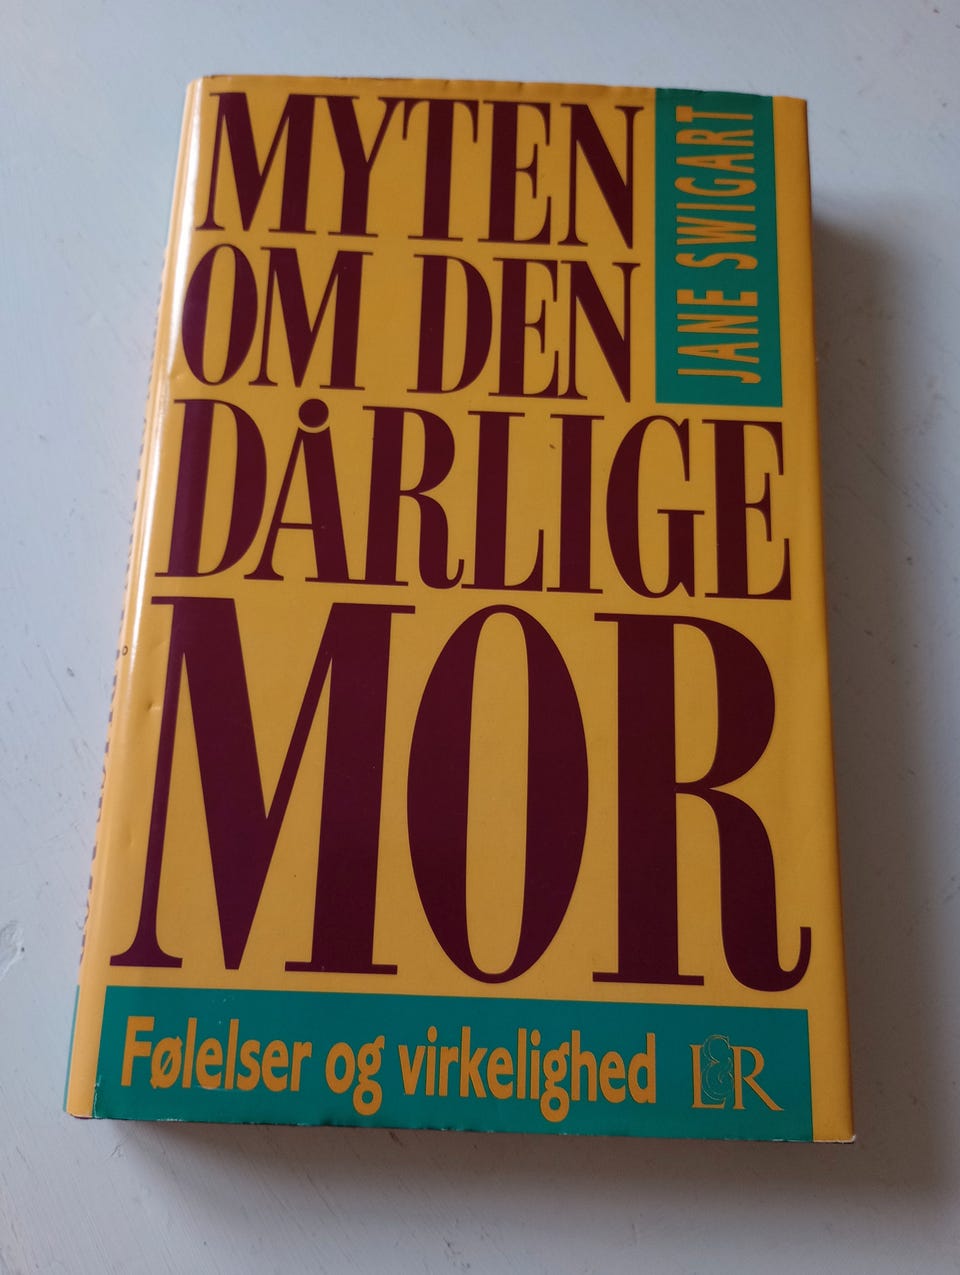 MYTEN
OM DEN
DÅRLIGE
MOR
JANE SWIGART
Følelser og virkelighed
L&R